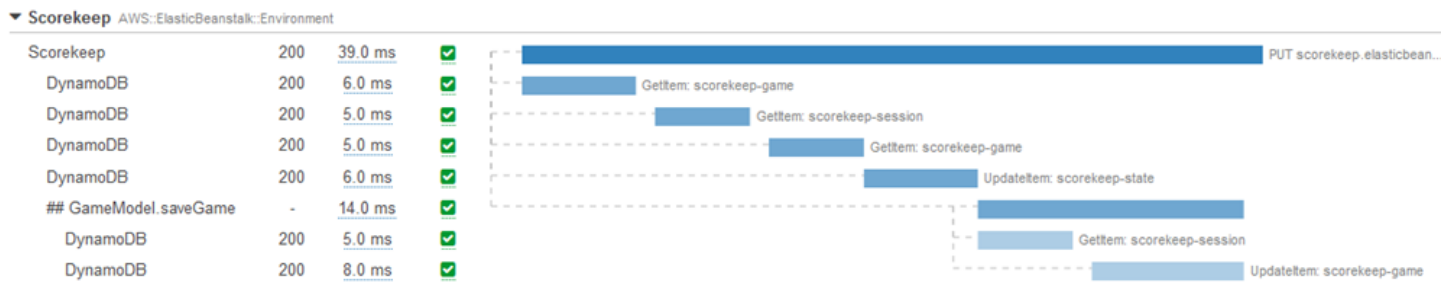 ▼ Scorekeep AWS::ElasticBeanstalk::Environment
Scorekeep 200 39.0 ms PUT scorekeep.elasticbean...
DynamoDB 200 6.0 ms GetItem: scorekeep-game
DynamoDB 200 5.0 ms GetItem: scorekeep-session
DynamoDB 200 5.0 ms GetItem: scorekeep-game
DynamoDB 200 6.0 ms UpdateItem: scorekeep-state
## GameModel.saveGame - 14.0 ms
DynamoDB 200 5.0 ms GetItem: scorekeep-session
DynamoDB 200 8.0 ms UpdateItem: scorekeep-game